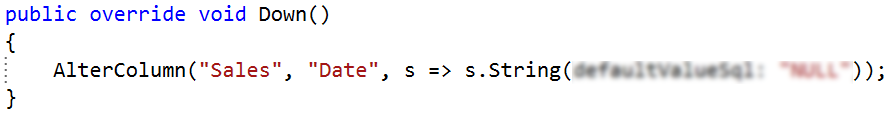 public override void Down()
{
    AlterColumn("Sales", "Date", s => s.String( ));
}